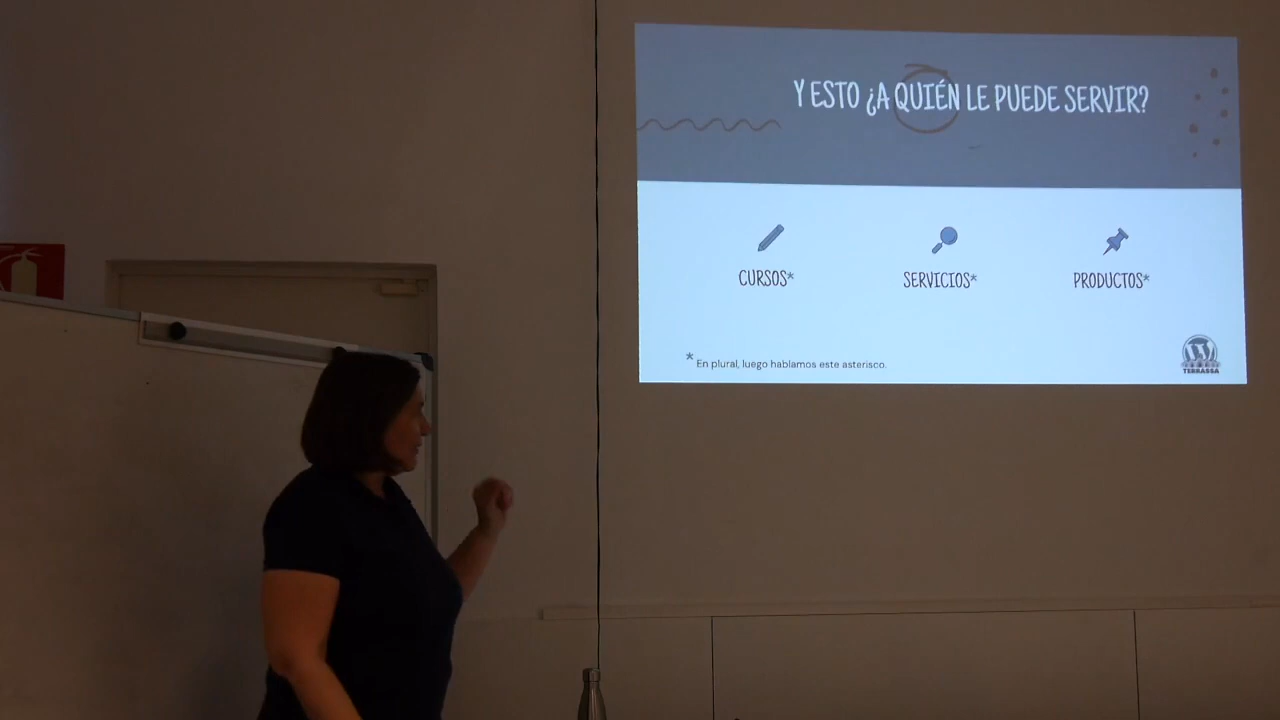 Y ESTO ¿A QUIÉN LE PUEDE SERVIR?
CURSOS* SERVICIOS* PRODUCTOS*
* En plural, luego hablamos este asterisco.
TERRASSA